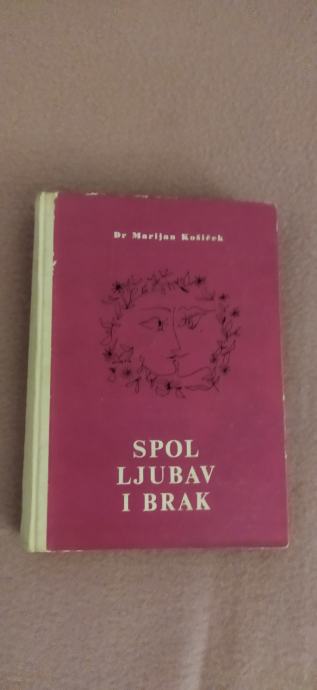 Dr Marijan Košiček
SPOL
LJUBAV
I BRAK